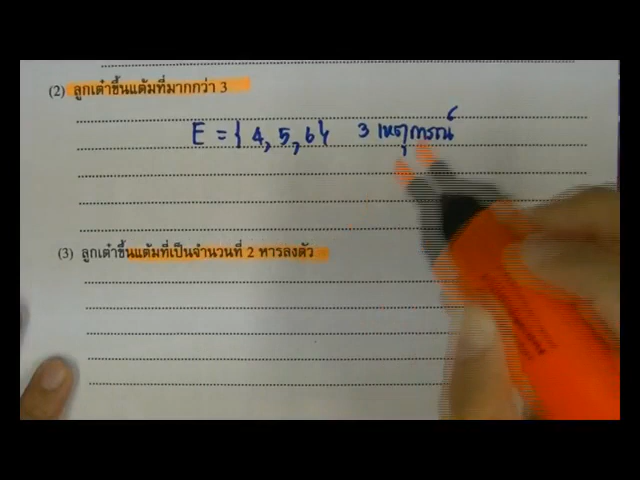 (2) ลูกเต๋าขึ้นแต้มที่มากกว่า 3
E = { 4, 5, 6 } 3 เหตุการณ์
(3) ลูกเต๋าขึ้นแต้มที่เป็นจำนวนที่ 2 หารลงตัว